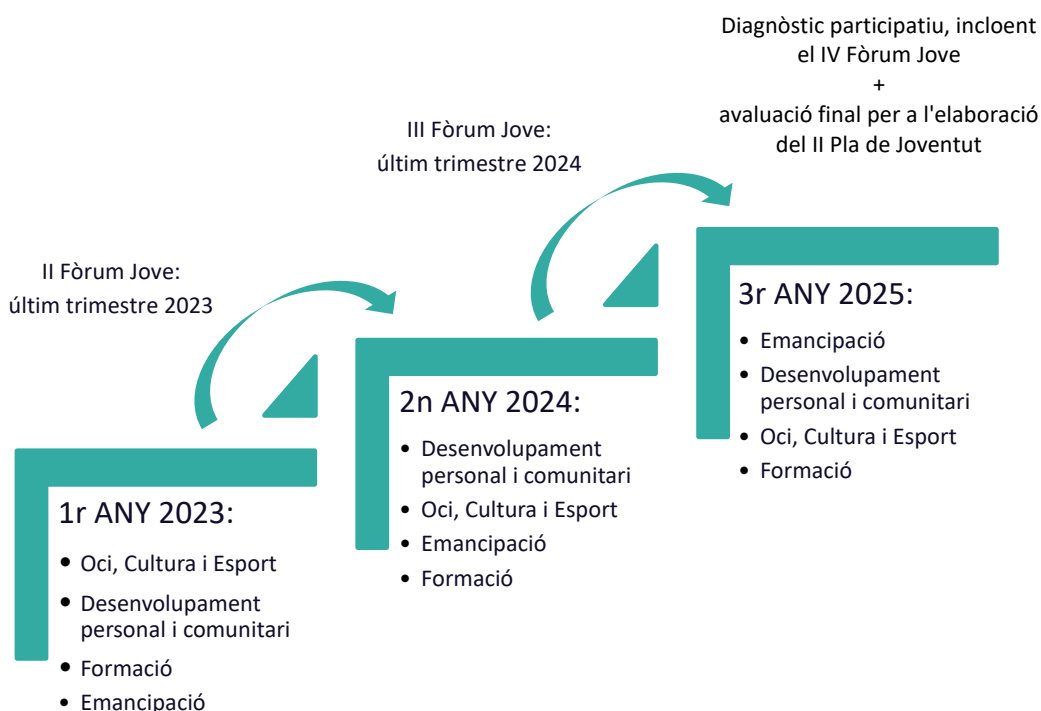 Diagnòstic participatiu, incloent
el IV Fòrum Jove
+
avaluació final per a l'elaboració
del II Pla de Joventut
III Fòrum Jove:
últim trimestre 2024
II Fòrum Jove:
últim trimestre 2023
3r ANY 2025:
• Emancipació
• Desenvolupament
personal i comunitari
• Oci, Cultura i Esport
• Formació
2n ANY 2024:
• Desenvolupament
personal i comunitari
• Oci, Cultura i Esport
• Emancipació
• Formació
1r ANY 2023:
• Oci, Cultura i Esport
• Desenvolupament
personal i comunitari
• Formació
• Emancipació